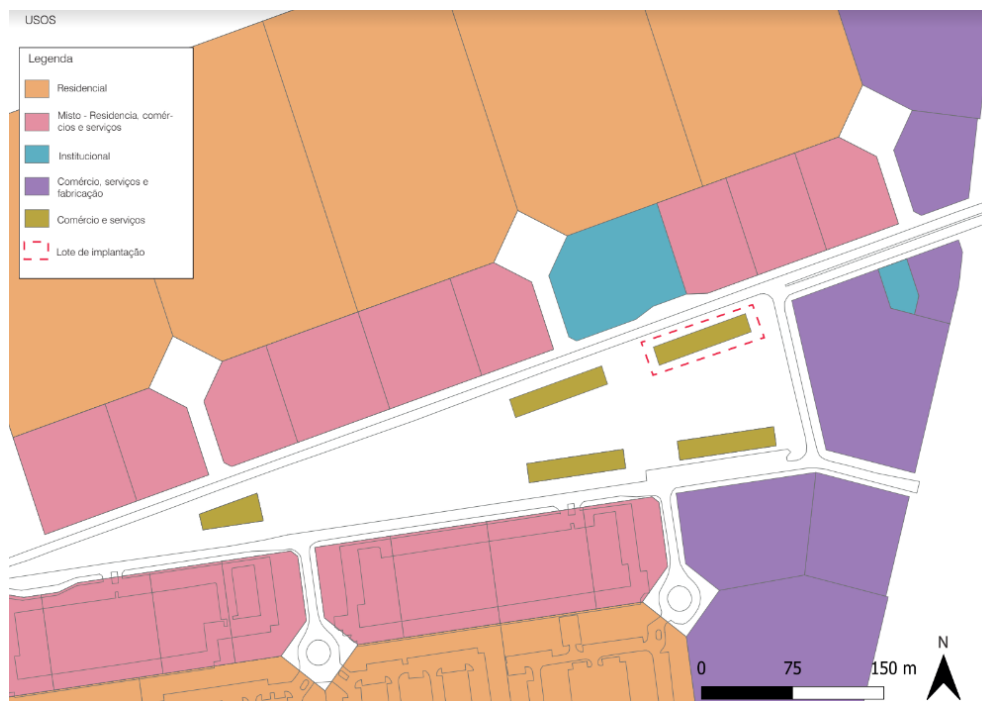 USOS
Legenda
Residencial
Misto - Residencia, comér-
cios e serviços
Institucional
Comércio, serviços e
fabricação
Comércio e serviços
Lote de implantação
N
0 75 150 m